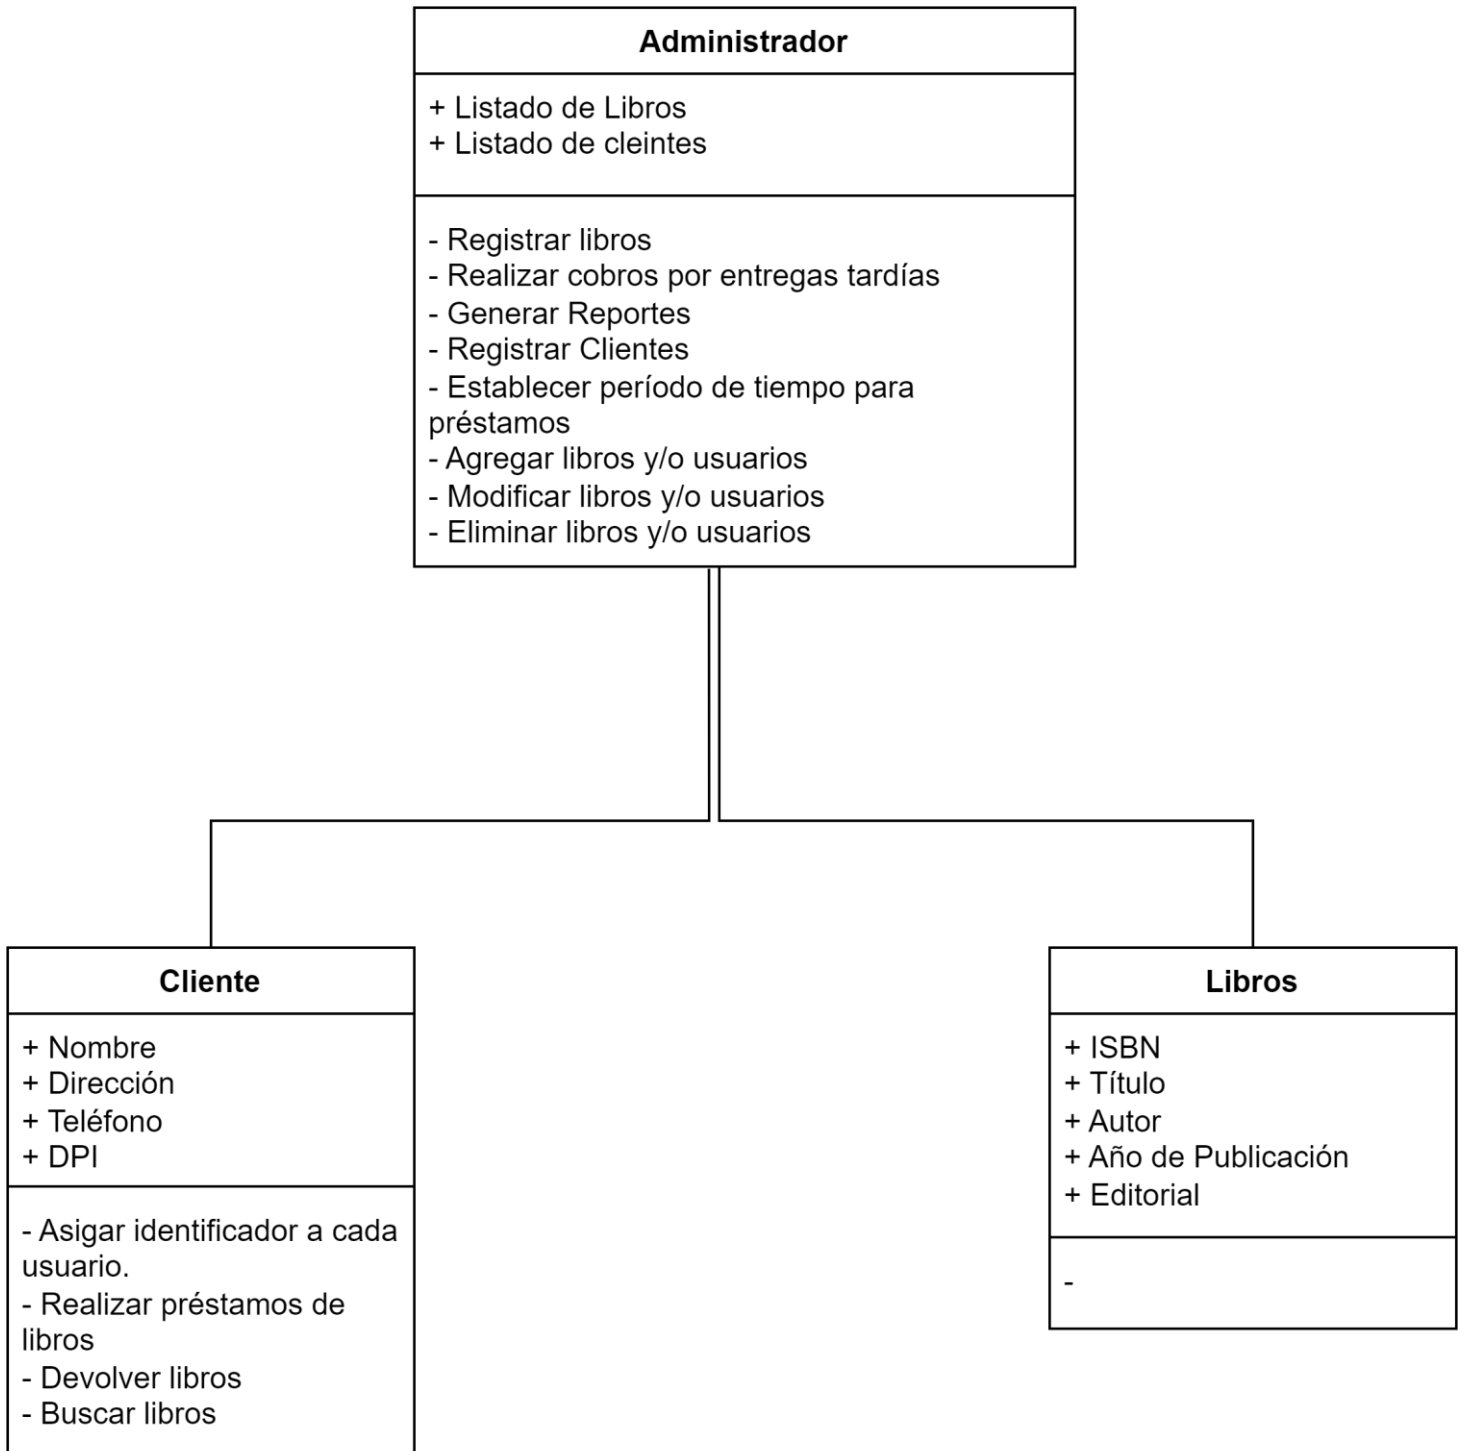 Administrador
+ Listado de Libros
+ Listado de cleintes
- Registrar libros
- Realizar cobros por entregas tardías
- Generar Reportes
- Registrar Clientes
- Establecer período de tiempo para
préstamos
- Agregar libros y/o usuarios
- Modificar libros y/o usuarios
- Eliminar libros y/o usuarios
Cliente
+ Nombre
+ Dirección
+ Teléfono
+ DPI
- Asigar identificador a cada
usuario.
- Realizar préstamos de
libros
- Devolver libros
- Buscar libros
Libros
+ ISBN
+ Título
+ Autor
+ Año de Publicación
+ Editorial
-